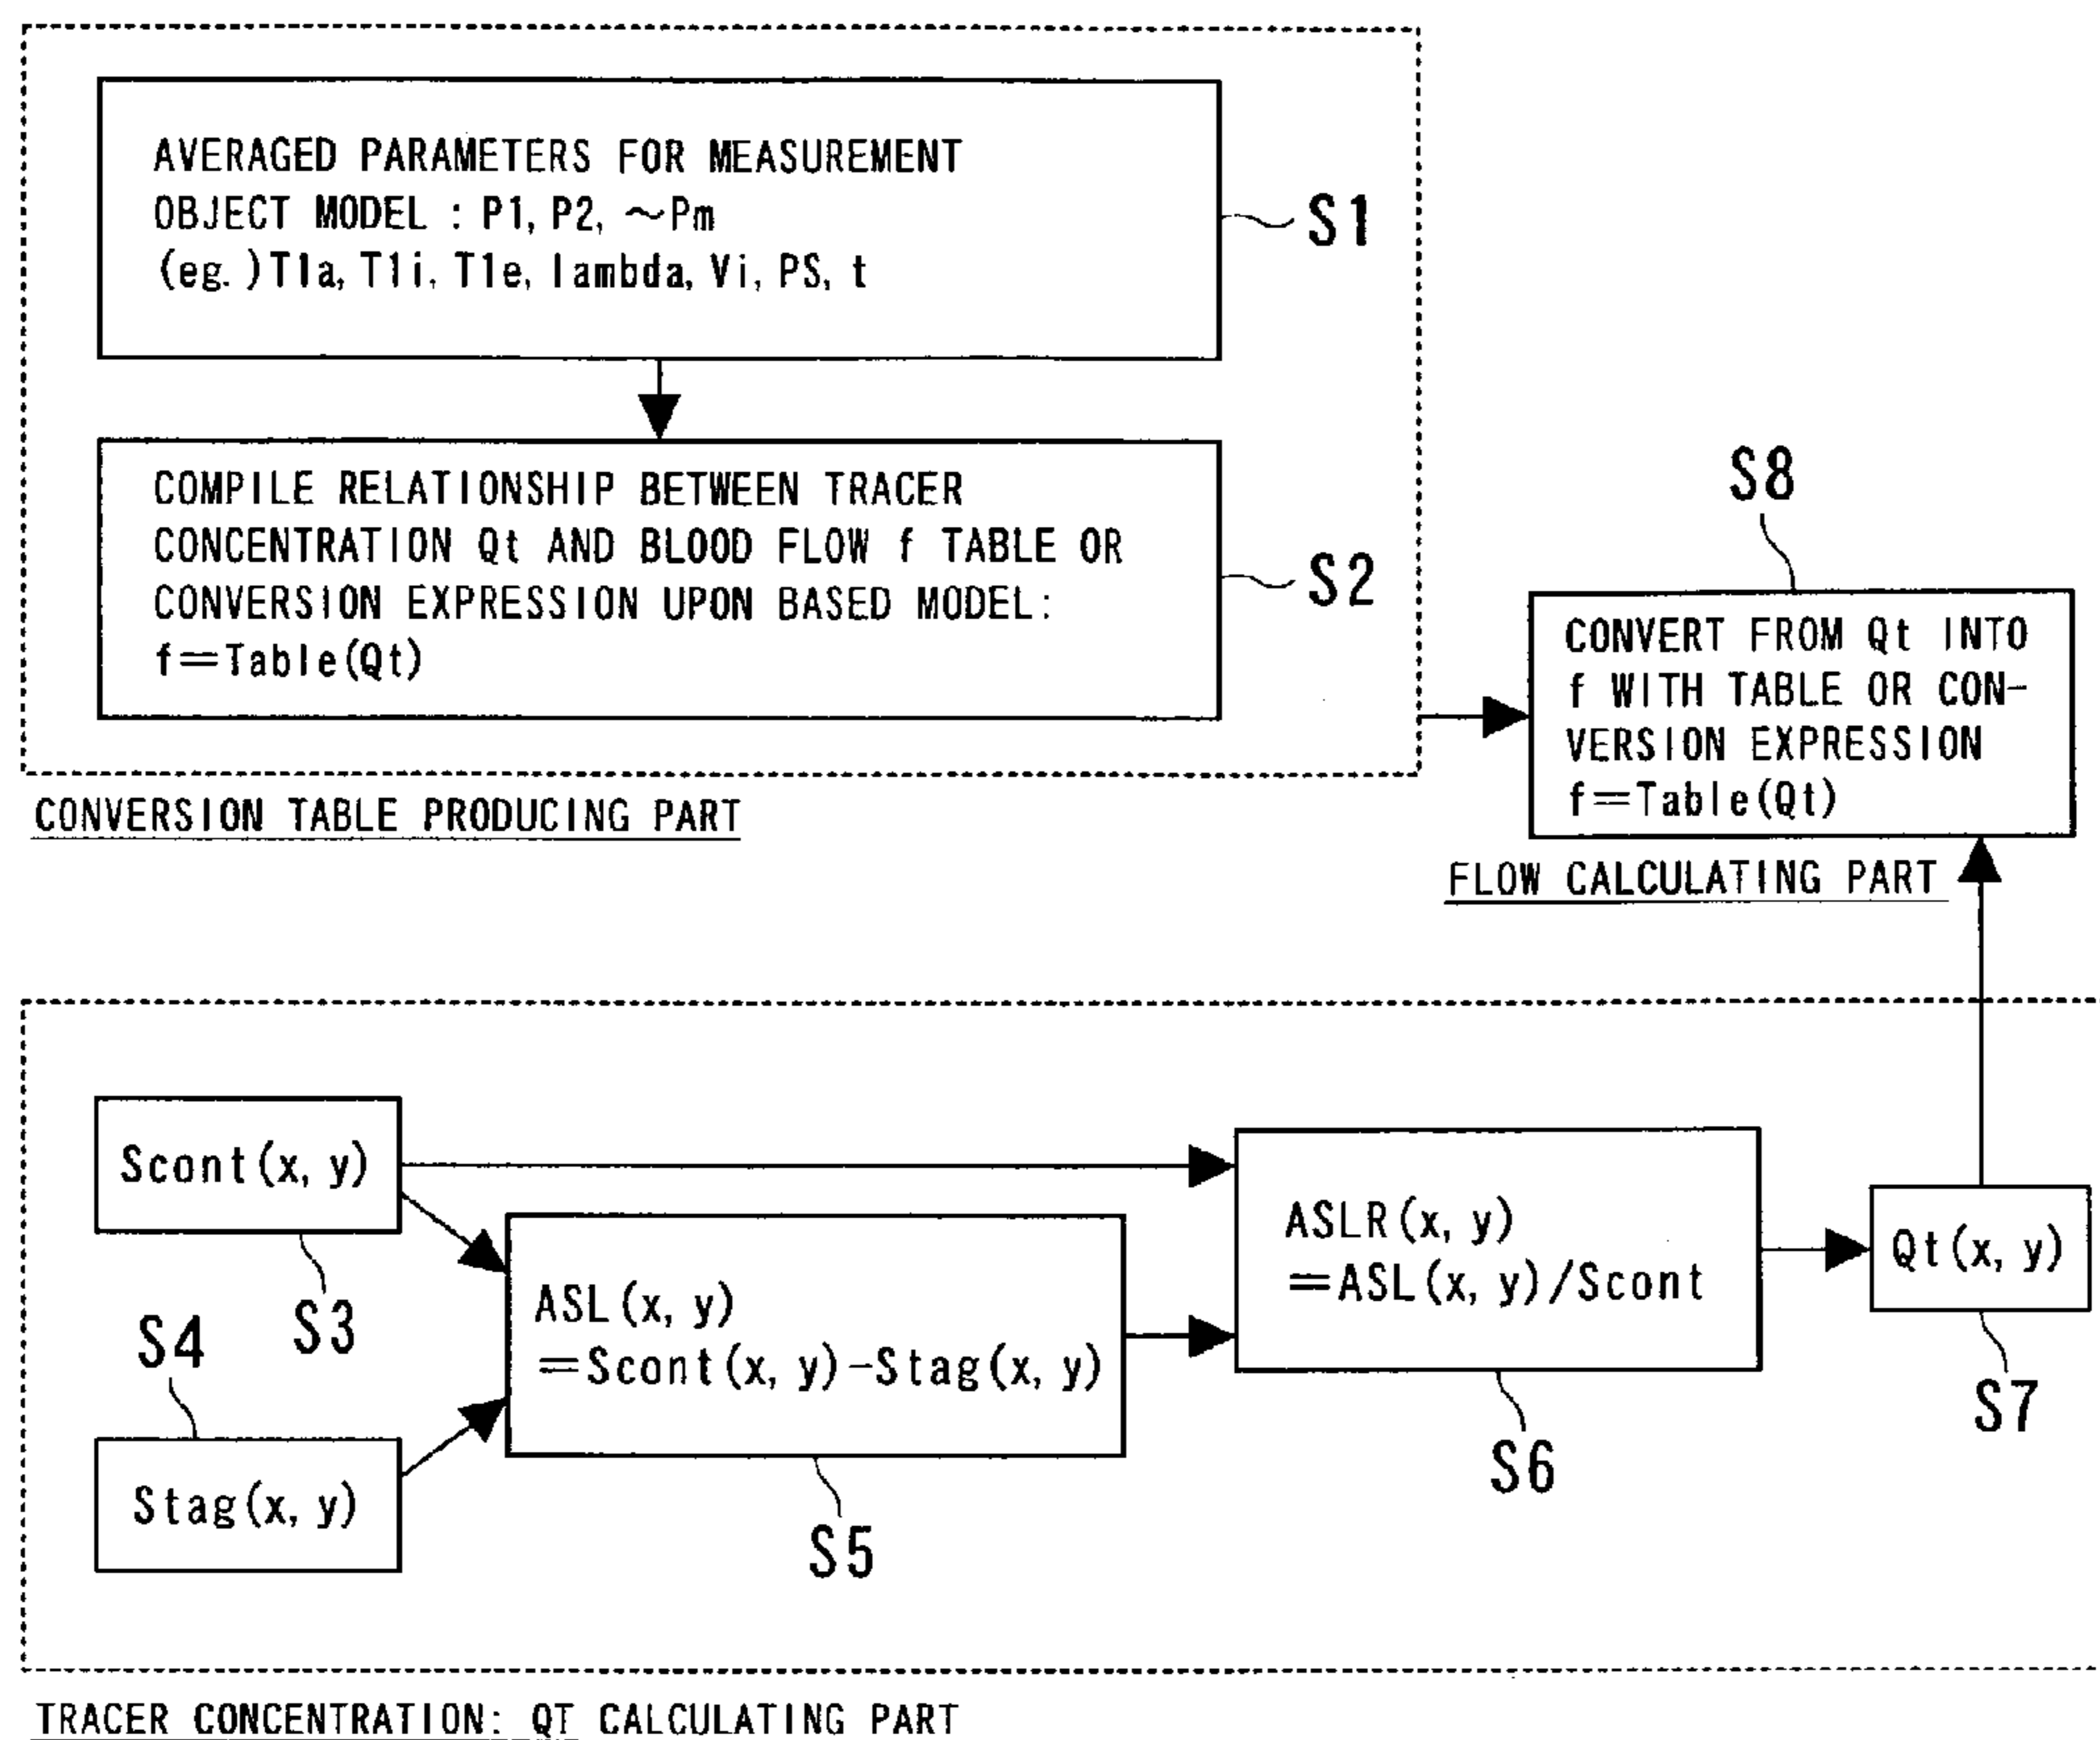 AVERAGED PARAMETERS FOR MEASUREMENT
OBJECT MODEL : P1, P2, ~Pm
(eg.)T1a, T1i, T1e, lambda, Vi, PS, t
S1
COMPILE RELATIONSHIP BETWEEN TRACER
CONCENTRATION Qt AND BLOOD FLOW f TABLE OR
CONVERSION EXPRESSION UPON BASED MODEL:
f=Table(Qt)
S2
CONVERSION TABLE PRODUCING PART
S8
CONVERT FROM Qt INTO
f WITH TABLE OR CON-
VERSION EXPRESSION
f=Table(Qt)
FLOW CALCULATING PART
Scont(x, y)
S3
S4
Stag(x, y)
ASL(x, y)
=Scont(x, y)-Stag(x, y)
S5
ASLR(x, y)
=ASL(x, y)/Scont
S6
Qt(x, y)
S7
TRACER CONCENTRATION: QT CALCULATING PART